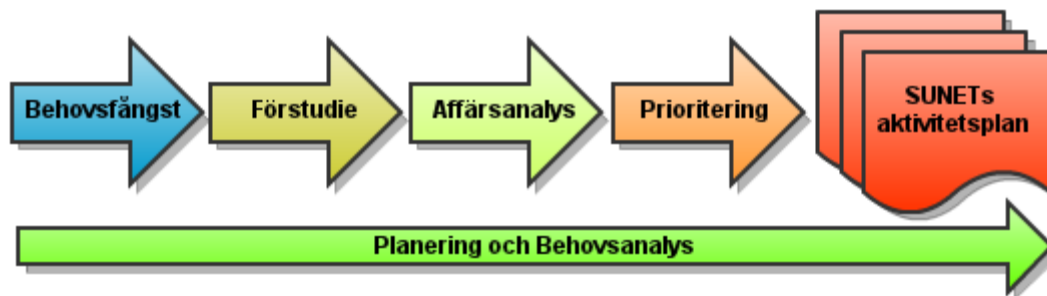 Behovsfångst
Förstudie
Affärsanalys
Prioritering
SUNETs
aktivitetsplan
Planering och Behovsanalys